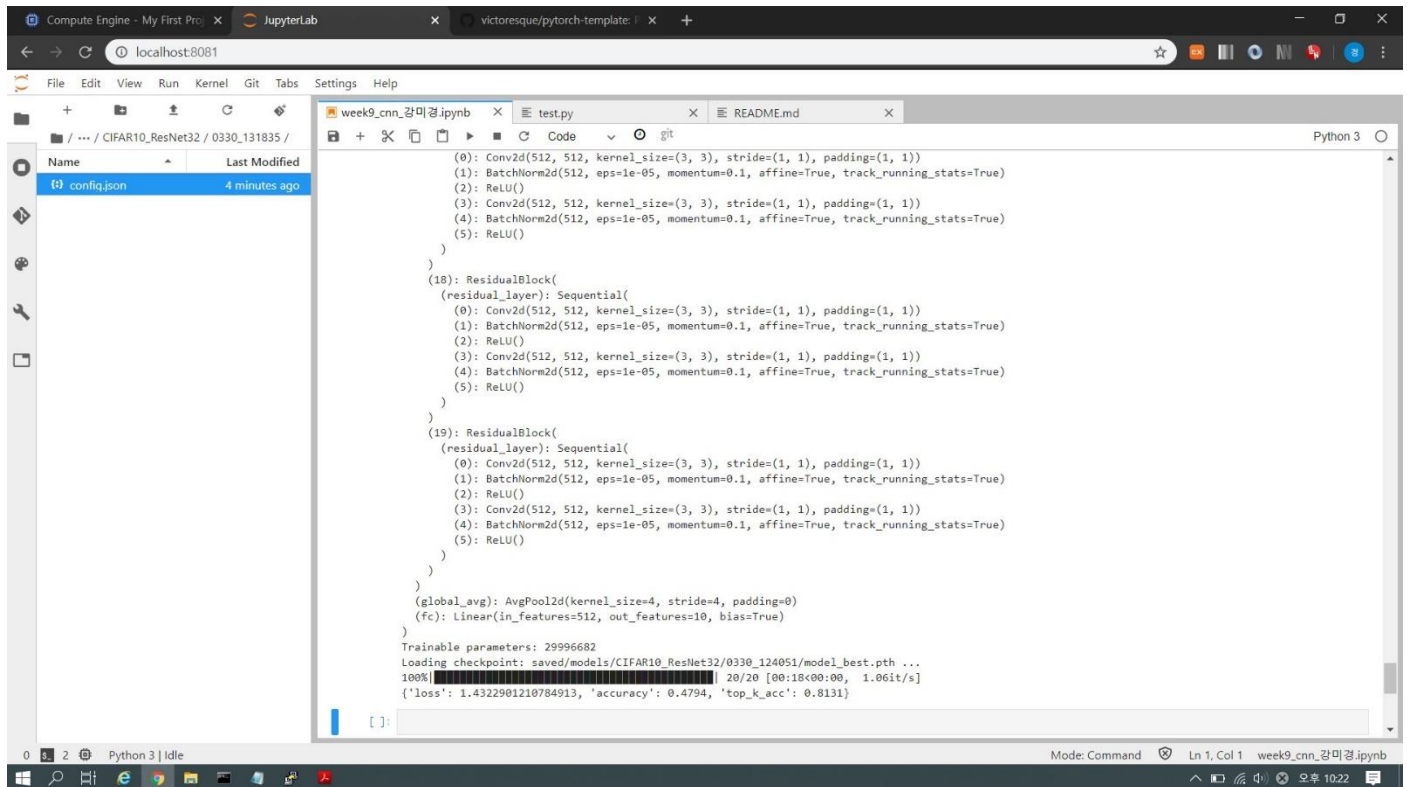 Compute Engine - My First Proj
JupyterLab
victoresque/pytorch-template:
localhost:8081
File Edit View Run Kernel Git Tabs Settings Help
week9_cnn_강미경.ipynb
test.py
README.md
/ ··· / CIFAR10_ResNet32 / 0330_131835 /
Code
git
Python 3
Name
Last Modified
config.json
4 minutes ago
(0): Conv2d(512, 512, kernel_size=(3, 3), stride=(1, 1), padding=(1, 1))
(1): BatchNorm2d(512, eps=1e-05, momentum=0.1, affine=True, track_running_stats=True)
(2): ReLU()
(3): Conv2d(512, 512, kernel_size=(3, 3), stride=(1, 1), padding=(1, 1))
(4): BatchNorm2d(512, eps=1e-05, momentum=0.1, affine=True, track_running_stats=True)
(5): ReLU()
)
)
(18): ResidualBlock(
(residual_layer): Sequential(
(0): Conv2d(512, 512, kernel_size=(3, 3), stride=(1, 1), padding=(1, 1))
(1): BatchNorm2d(512, eps=1e-05, momentum=0.1, affine=True, track_running_stats=True)
(2): ReLU()
(3): Conv2d(512, 512, kernel_size=(3, 3), stride=(1, 1), padding=(1, 1))
(4): BatchNorm2d(512, eps=1e-05, momentum=0.1, affine=True, track_running_stats=True)
(5): ReLU()
)
)
(19): ResidualBlock(
(residual_layer): Sequential(
(0): Conv2d(512, 512, kernel_size=(3, 3), stride=(1, 1), padding=(1, 1))
(1): BatchNorm2d(512, eps=1e-05, momentum=0.1, affine=True, track_running_stats=True)
(2): ReLU()
(3): Conv2d(512, 512, kernel_size=(3, 3), stride=(1, 1), padding=(1, 1))
(4): BatchNorm2d(512, eps=1e-05, momentum=0.1, affine=True, track_running_stats=True)
(5): ReLU()
)
)
)
(global_avg): AvgPool2d(kernel_size=4, stride=4, padding=0)
(fc): Linear(in_features=512, out_features=10, bias=True)
)
Trainable parameters: 29996682
Loading checkpoint: saved/models/CIFAR10_ResNet32/0330_124051/model_best.pth ...
100%| | 20/20 [00:18<00:00, 1.06it/s]
{'loss': 1.4322901210784913, 'accuracy': 0.4794, 'top_k_acc': 0.8131}
[ ]:
0 2 Python 3 | Idle
Mode: Command Ln 1, Col 1 week9_cnn_강미경.ipynb
오후 10:22